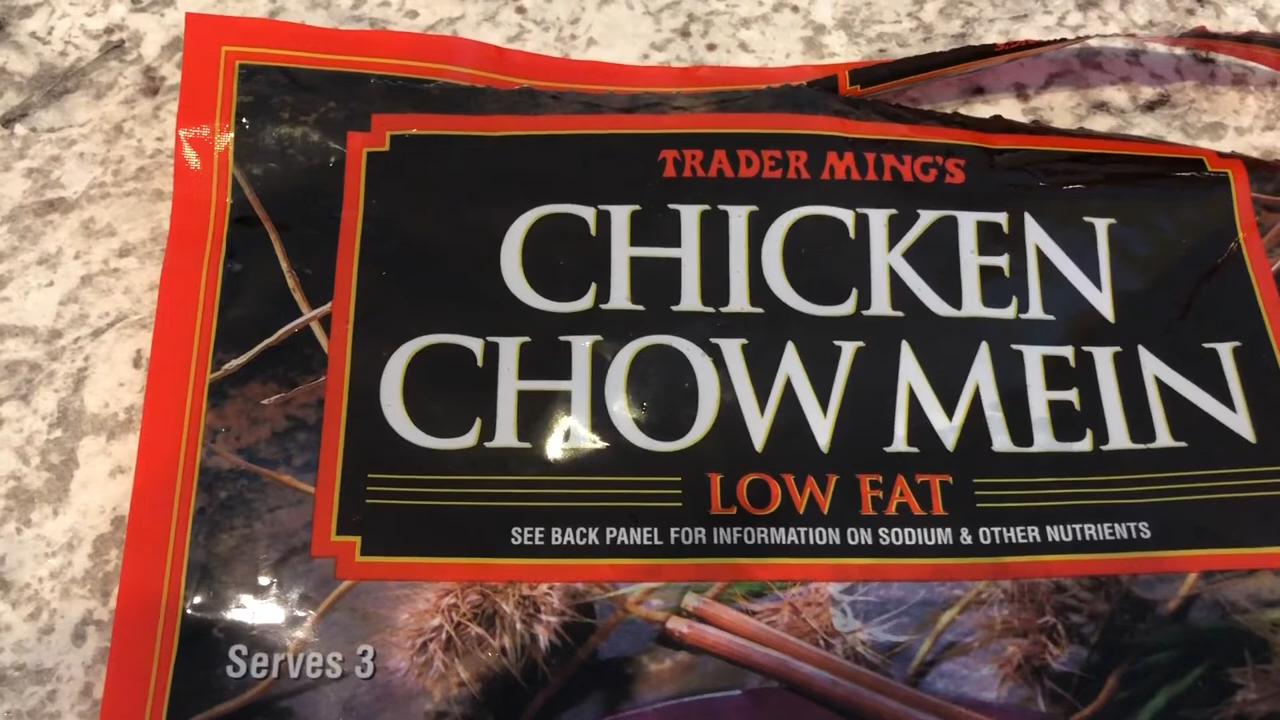 TRADER MING'S
CHICKEN
CHOW MEIN
LOW FAT
SEE BACK PANEL FOR INFORMATION ON SODIUM & OTHER NUTRIENTS
Serves 3